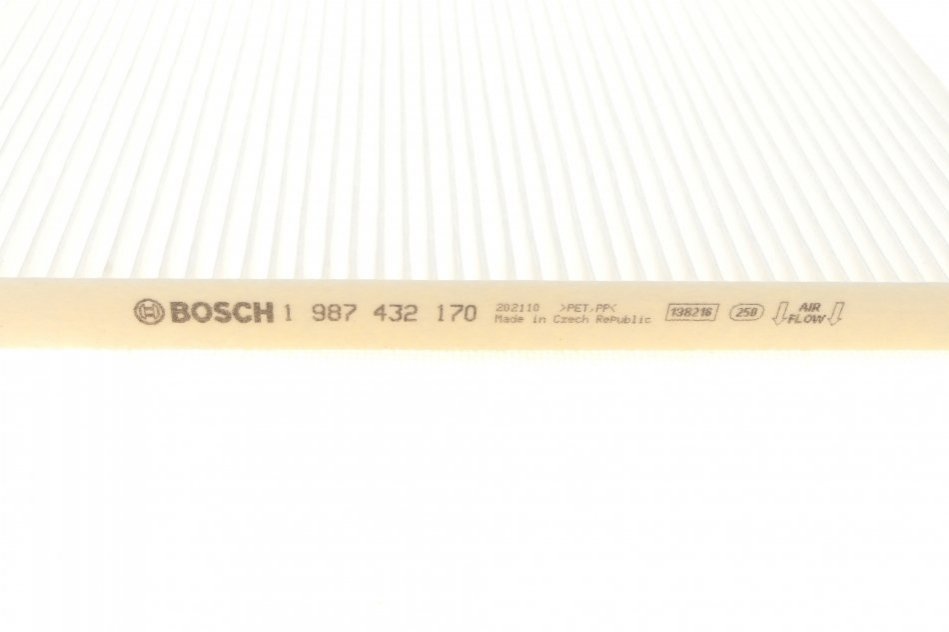 BOSCH 1 987 432 170
202110 >PET,PP<
Made in Czech Republic
138216
250
AIR
FLOW